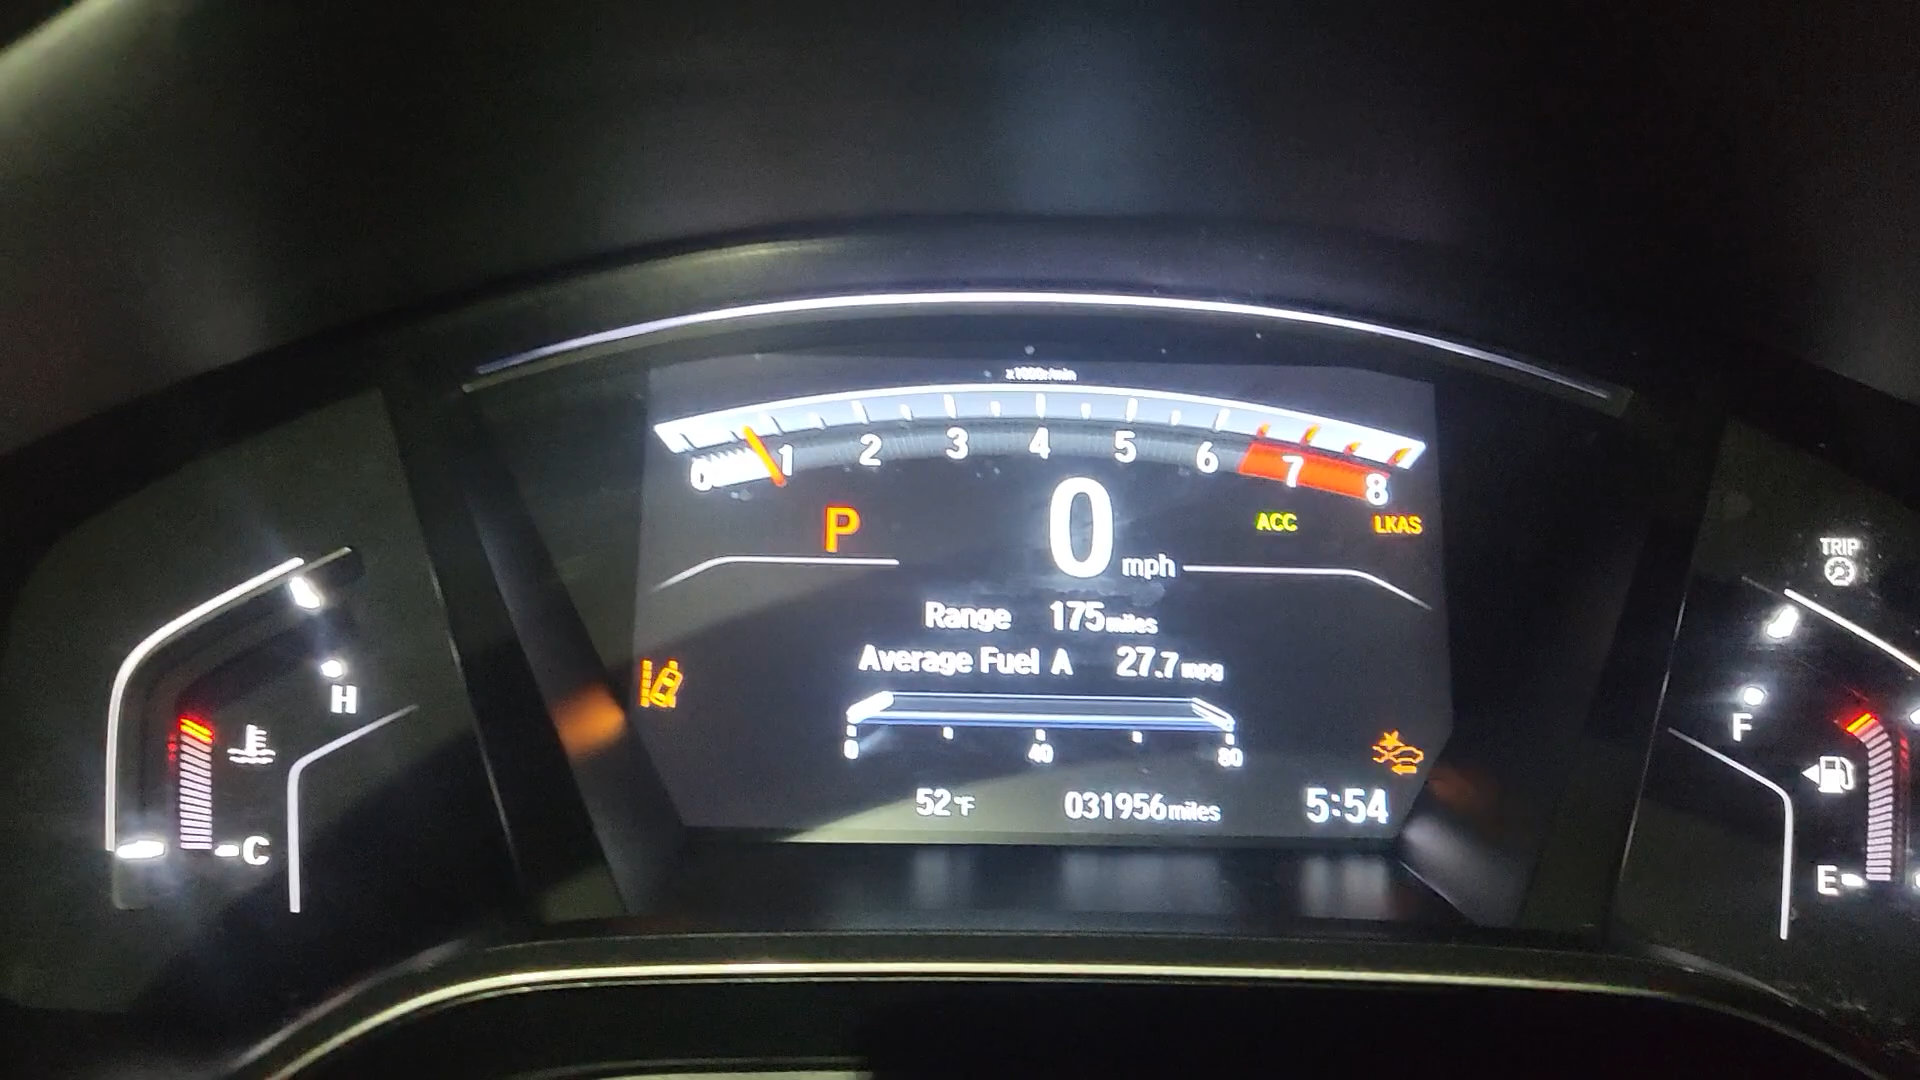 x1000r/min
0 1 2 3 4 5 6 7 8
P
0 mph
ACC
LKAS
Range 175 miles
Average Fuel A 27.7 mpg
0 40 80
52°F
031956 miles
5:54
H
C
TRIP
F
E